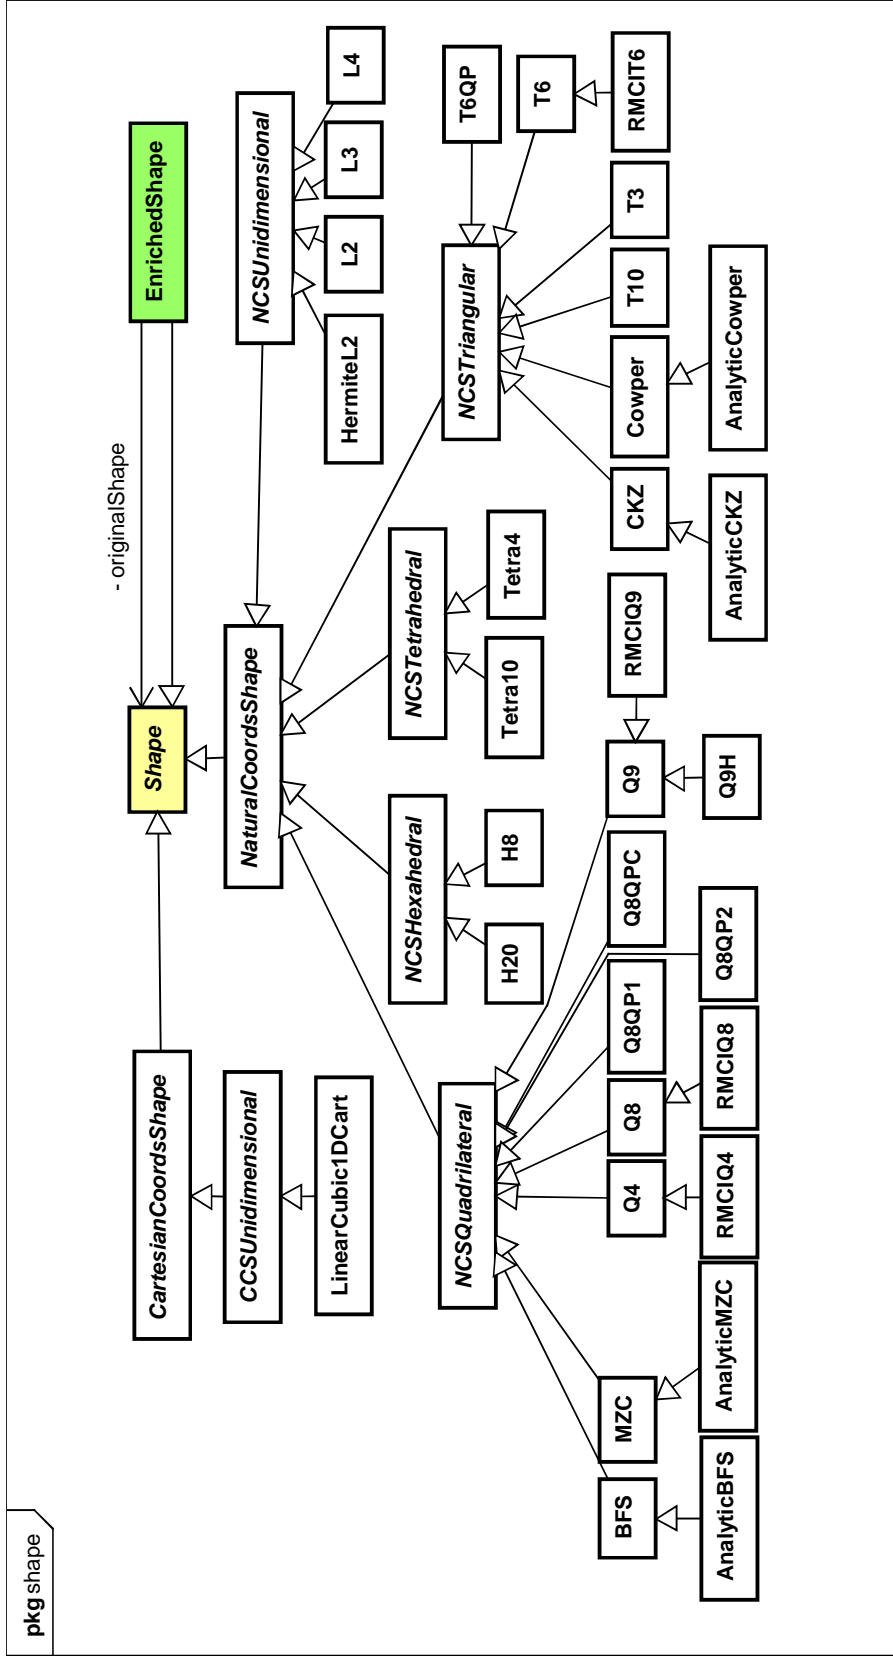 pkg shape
- originalShape
Shape
EnrichedShape
CartesianCoordsShape
NaturalCoordsShape
NCSUnidimensional
CCSUnidimensional
LinearCubic1DCart
HermiteL2
L2
L3
L4
NCSQuadrilateral
NCSHexahedral
NCSTetrahedral
NCSTriangular
T6QP
H20
H8
Tetra10
Tetra4
T6
BFS
MZC
Q4
Q8
Q8QP1
Q8QPC
Q9
RMCIQ9
CKZ
Cowper
T10
T3
RMCIT6
AnalyticBFS
AnalyticMZC
RMCIQ4
RMCIQ8
Q8QP2
Q9H
AnalyticCKZ
AnalyticCowper